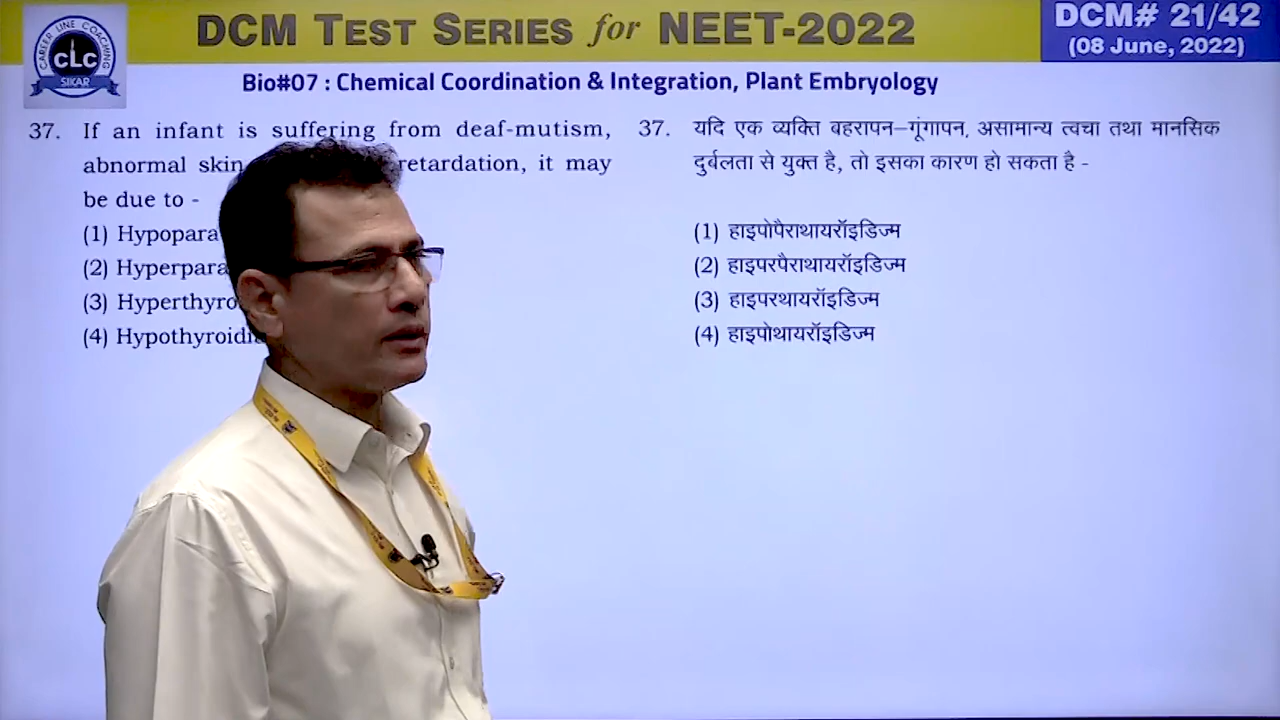 DCM TEST SERIES for NEET-2022
DCM# 21/42
(08 June, 2022)
CAREER LINE COACHING
CLC
SIKAR
Bio#07 : Chemical Coordination & Integration, Plant Embryology
37. If an infant is suffering from deaf-mutism,
abnormal skin retardation, it may
be due to -
(1) Hypopara
(2) Hyperpara
(3) Hyperthyro
(4) Hypothyroidi
37. यदि एक व्यक्ति बहरापन–गूंगापन, असामान्य त्वचा तथा मानसिक
दुर्बलता से युक्त है, तो इसका कारण हो सकता है -
(1) हाइपोपैराथायरॉइडिज्म
(2) हाइपरपैराथायरॉइडिज्म
(3) हाइपरथायरॉइडिज्म
(4) हाइपोथायरॉइडिज्म